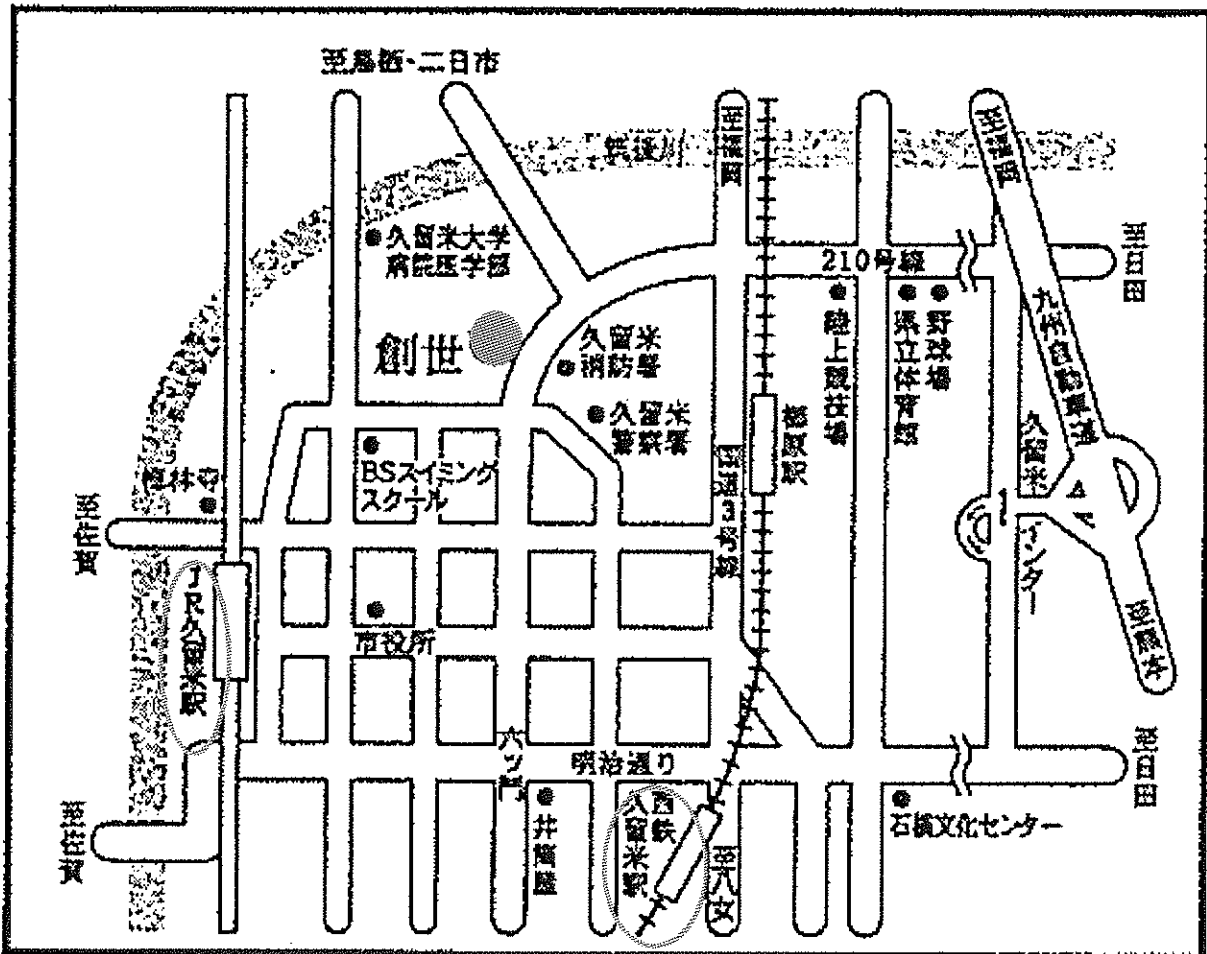 至鳥栖・二日市
筑後川
至福岡
至福岡
久留米大学
病院医学部
210号線
至日田
創世
久留米
消防署
久留米
警察署
陸上競技場
県立体育館
野球場
九州自動車道
櫛原駅
BSスイミング
スクール
梅林寺
国道3号線
久留米インター
至佐賀
JR久留米駅
市役所
至熊本
六ツ門
明治通り
至日田
至佐賀
井筒屋
西鉄
久留米駅
至八女
石橋文化センター